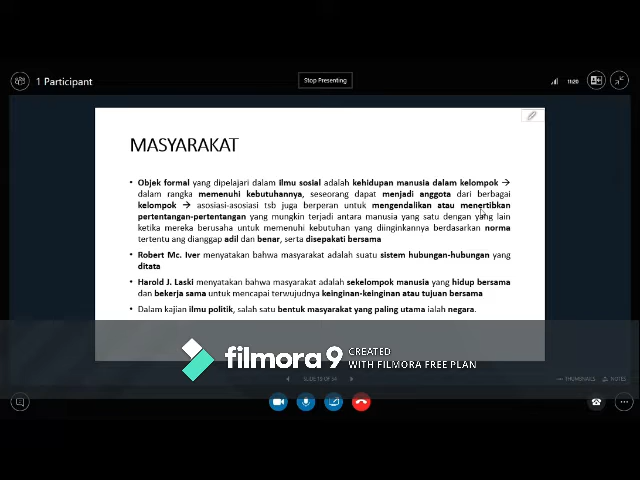 1 Participant
Stop Presenting
MASYARAKAT
• Objek formal yang dipelajari dalam ilmu sosial adalah kehidupan manusia dalam kelompok →
dalam rangka memenuhi kebutuhannya, seseorang dapat menjadi anggota dari berbagai
kelompok → asosiasi-asosiasi tsb juga berperan untuk mengendalikan atau menertibkan
pertentangan-pertentangan yang mungkin terjadi antara manusia yang satu dengan yang lain
ketika mereka berusaha untuk memenuhi kebutuhan yang diinginkannya berdasarkan norma
tertentu yang dianggap adil dan benar, serta disepakati bersama
• Robert Mc. Iver menyatakan bahwa masyarakat adalah suatu sistem hubungan-hubungan yang
ditata
• Harold J. Laski menyatakan bahwa masyarakat adalah sekelompok manusia yang hidup bersama
dan bekerja sama untuk mencapai terwujudnya keinginan-keinginan atau tujuan bersama
• Dalam kajian ilmu politik, salah satu bentuk masyarakat yang paling utama ialah negara.
filmora 9 CREATED
WITH FILMORA FREE PLAN
THUMBNAILS
NOTES